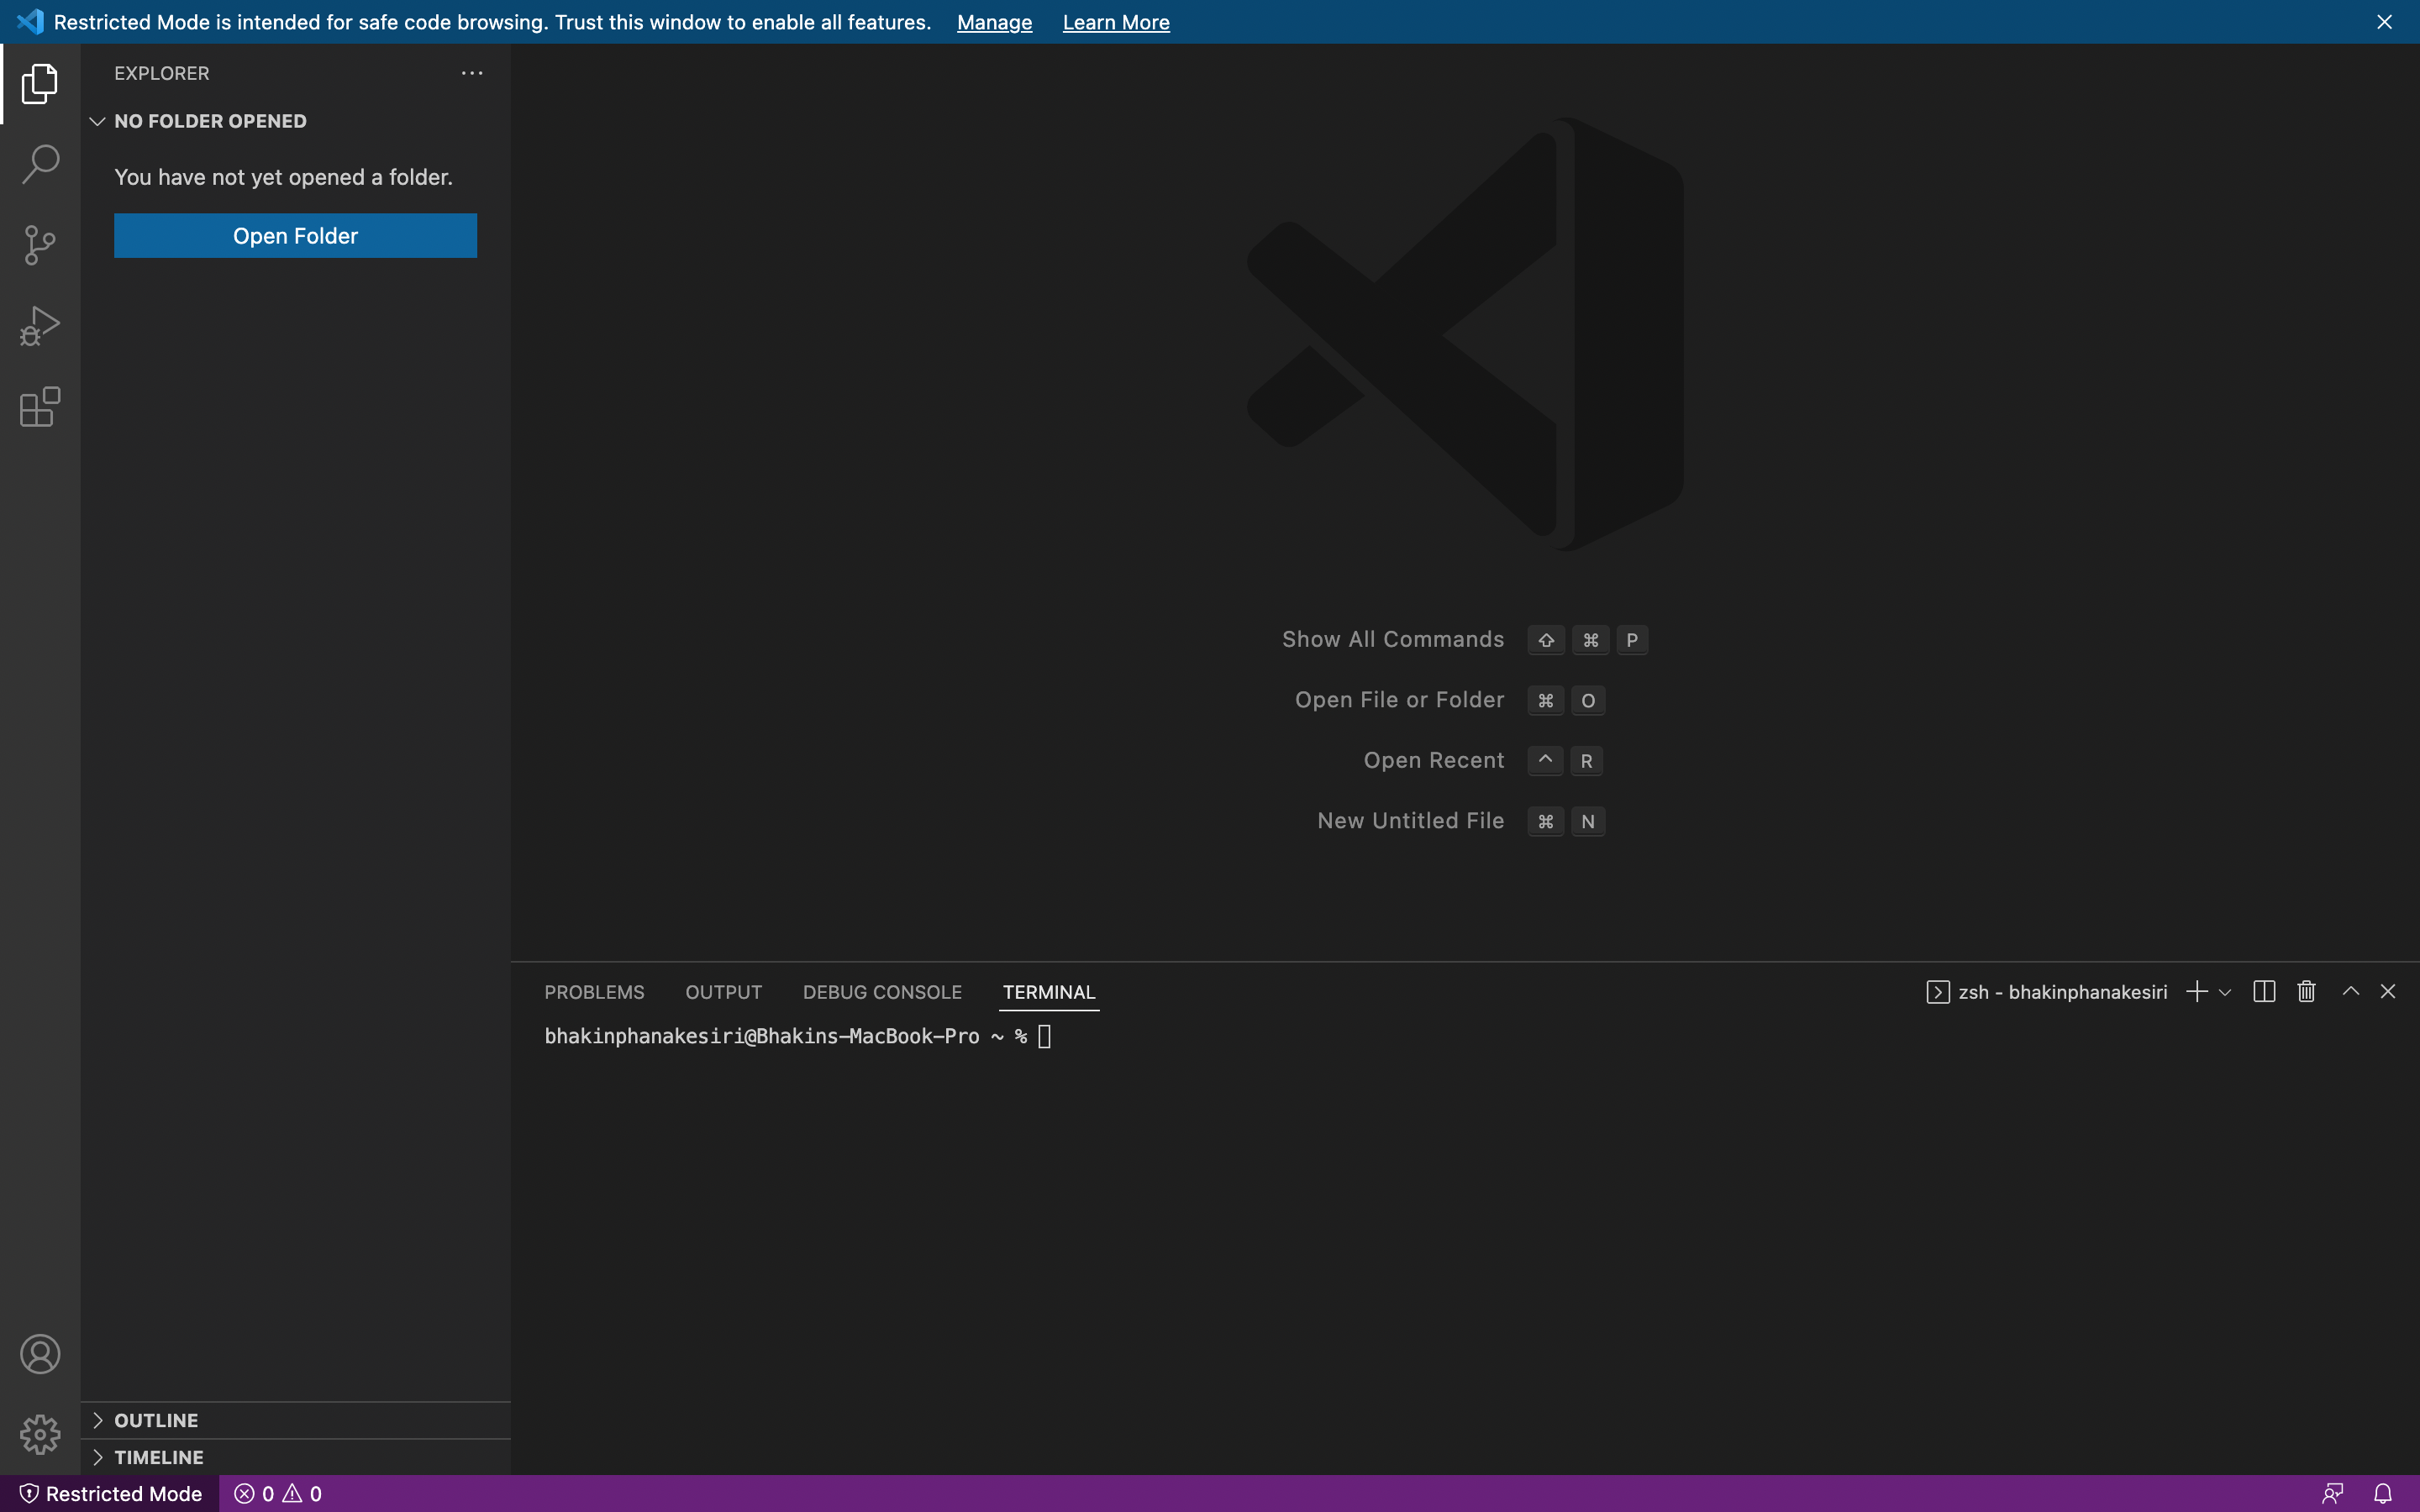 Restricted Mode is intended for safe code browsing. Trust this window to enable all features. Manage Learn More
EXPLORER
NO FOLDER OPENED
You have not yet opened a folder.
Open Folder
Show All Commands ⇧ ⌘ P
Open File or Folder ⌘ O
Open Recent ^ R
New Untitled File ⌘ N
PROBLEMS OUTPUT DEBUG CONSOLE TERMINAL zsh - bhakinphanakesiri
bhakinphanakesiri@Bhakins-MacBook-Pro ~ %
OUTLINE
TIMELINE
Restricted Mode 0 0